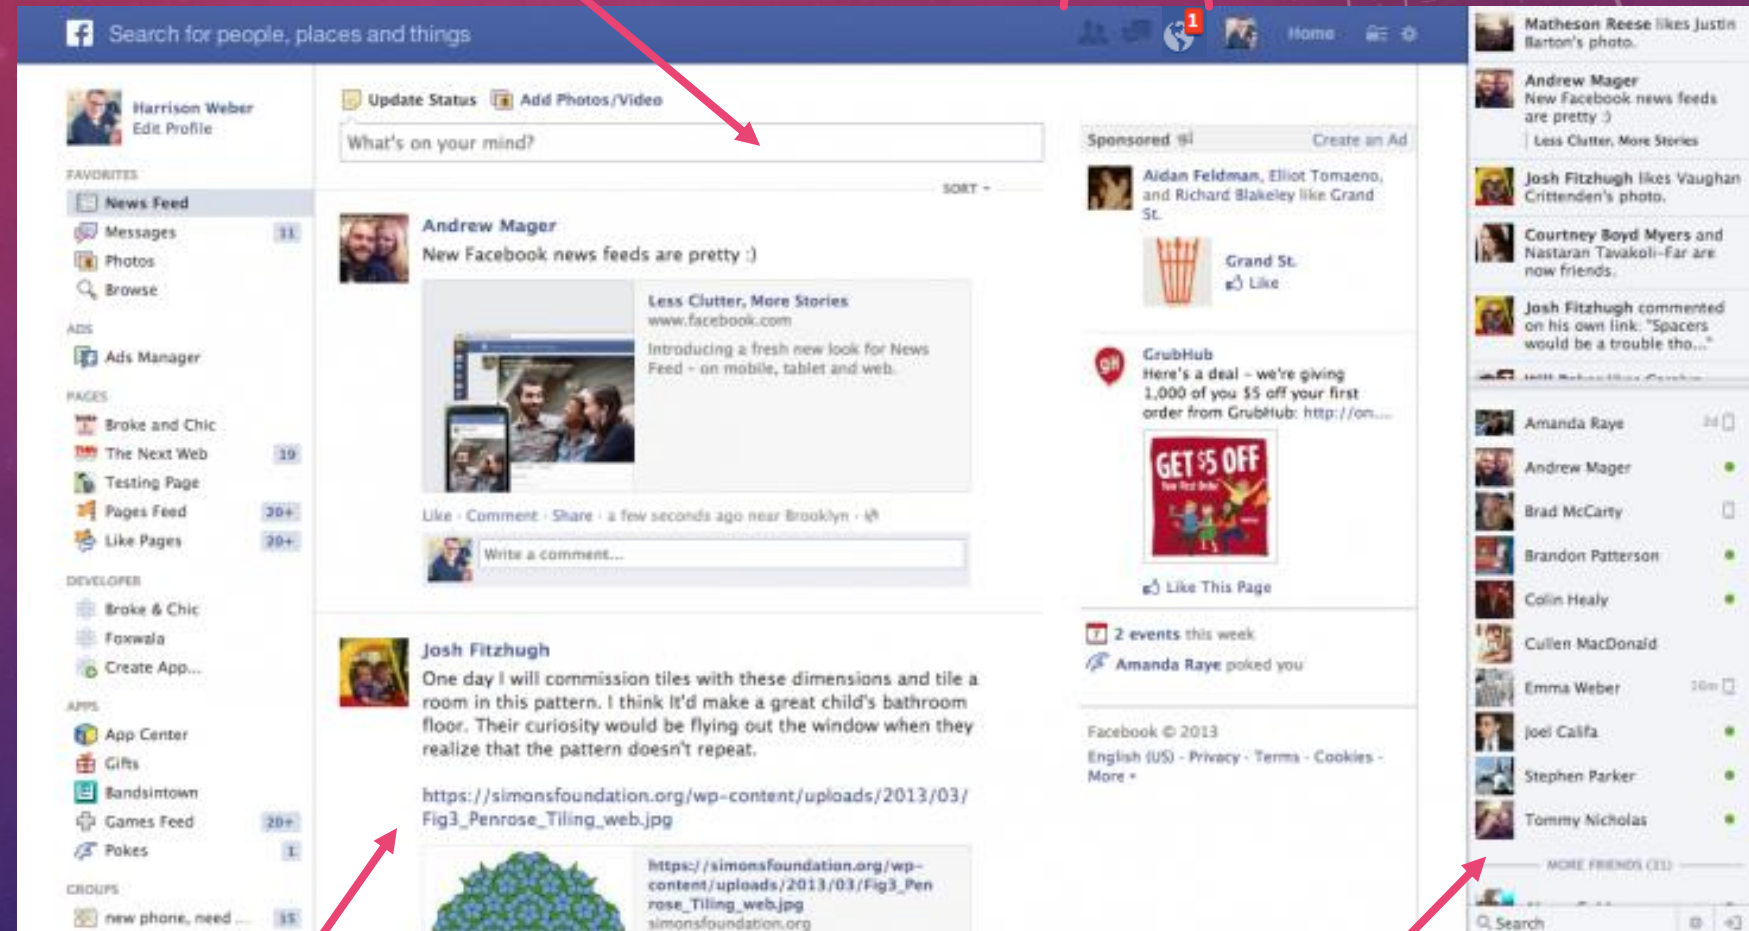 f Search for people, places and things
1
Home
Harrison Weber
Edit Profile
FAVORITES
News Feed
Messages 11
Photos
Browse
ADS
Ads Manager
PAGES
Broke and Chic
The Next Web 19
Testing Page
Pages Feed 20+
Like Pages 20+
DEVELOPER
Broke & Chic
Foxwala
Create App...
APPS
App Center
Gifts
Bandsintown
Games Feed 20+
Pokes 1
GROUPS
new phone, need ... 15
Update Status Add Photos/Video
What's on your mind?
SORT
Andrew Mager
New Facebook news feeds are pretty :)
Less Clutter, More Stories
www.facebook.com
Introducing a fresh new look for News
Feed - on mobile, tablet and web.
Like · Comment · Share · a few seconds ago near Brooklyn ·
Write a comment...
Josh Fitzhugh
One day I will commission tiles with these dimensions and tile a
room in this pattern. I think it'd make a great child's bathroom
floor. Their curiosity would be flying out the window when they
realize that the pattern doesn't repeat.
https://simonsfoundation.org/wp-content/uploads/2013/03/
Fig3_Penrose_Tiling_web.jpg
https://simonsfoundation.org/wp-
content/uploads/2013/03/Fig3_Pen
rose_Tiling_web.jpg
simonsfoundation.org
Sponsored Create an Ad
Aidan Feldman, Elliot Tomaeno,
and Richard Blakeley like Grand
St.
Grand St.
Like
GrubHub
Here's a deal - we're giving
1,000 of you $5 off your first
order from GrubHub: http://on....
GET $5 OFF
Your First Order
Like This Page
7 2 events this week
Amanda Raye poked you
Facebook © 2013
English (US) · Privacy · Terms · Cookies ·
More
Matheson Reese likes Justin
Barton's photo.
Andrew Mager
New Facebook news feeds
are pretty :)
Less Clutter, More Stories
Josh Fitzhugh likes Vaughan
Crittenden's photo.
Courtney Boyd Myers and
Nastaran Tavakoli-Far are
now friends.
Josh Fitzhugh commented
on his own link: "Spacers
would be a trouble tho..."
Amanda Raye 2d
Andrew Mager
Brad McCarty
Brandon Patterson
Colin Healy
Cullen MacDonald
Emma Weber
Joel Califa
Stephen Parker
Tommy Nicholas
MORE FRIENDS (31)
Search